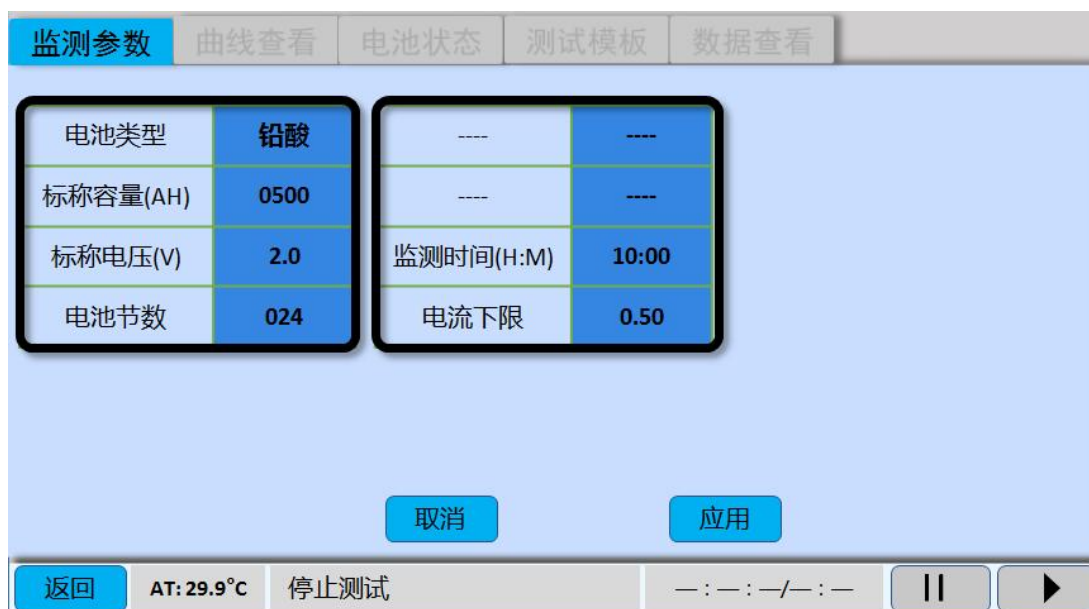 监测参数 曲线查看 电池状态 测试模板 数据查看
电池类型 铅酸 ---- ----
标称容量(AH) 0500 ---- ----
标称电压(V) 2.0 监测时间(H:M) 10:00
电池节数 024 电流下限 0.50
取消 应用
返回 AT: 29.9°C 停止测试 —:—:—/—:—